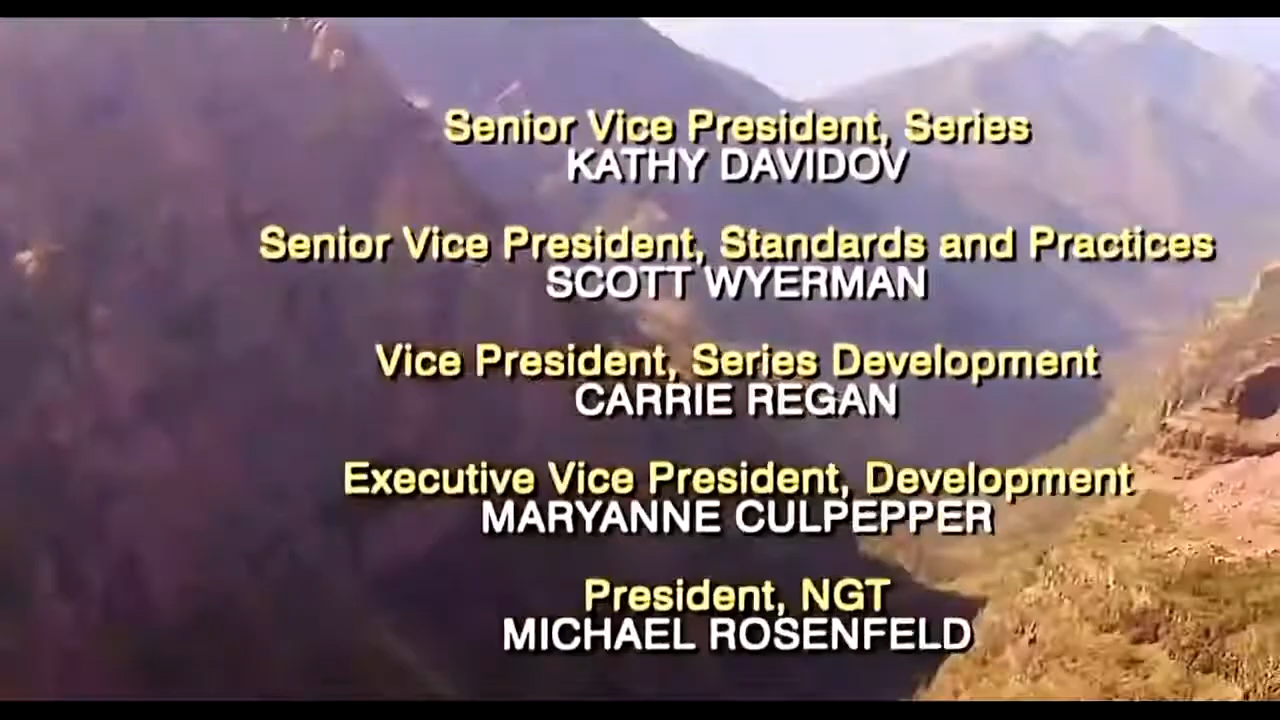 Senior Vice President, Series
KATHY DAVIDOV
Senior Vice President, Standards and Practices
SCOTT WYERMAN
Vice President, Series Development
CARRIE REGAN
Executive Vice President, Development
MARYANNE CULPEPPER
President, NGT
MICHAEL ROSENFELD